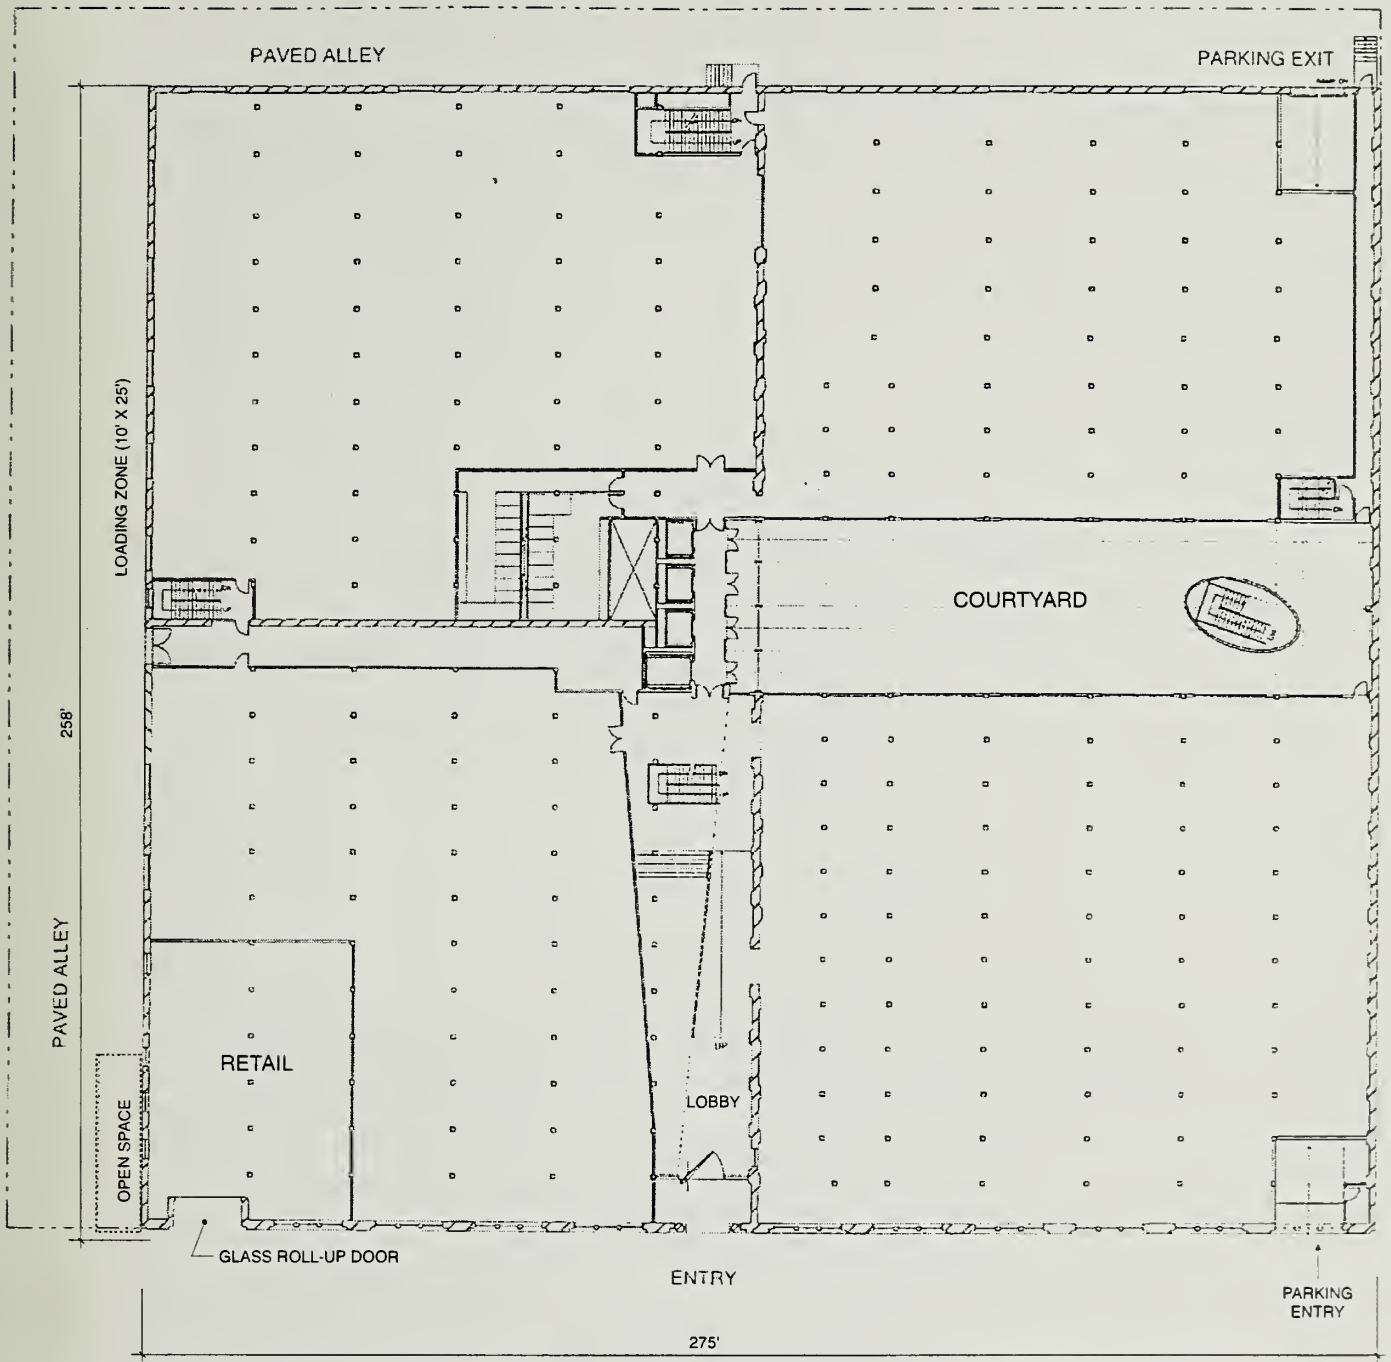 PAVED ALLEY
PARKING EXIT
LOADING ZONE (10' X 25')
COURTYARD
258'
PAVED ALLEY
RETAIL
LOBBY
OPEN SPACE
GLASS ROLL-UP DOOR
ENTRY
PARKING
ENTRY
275'